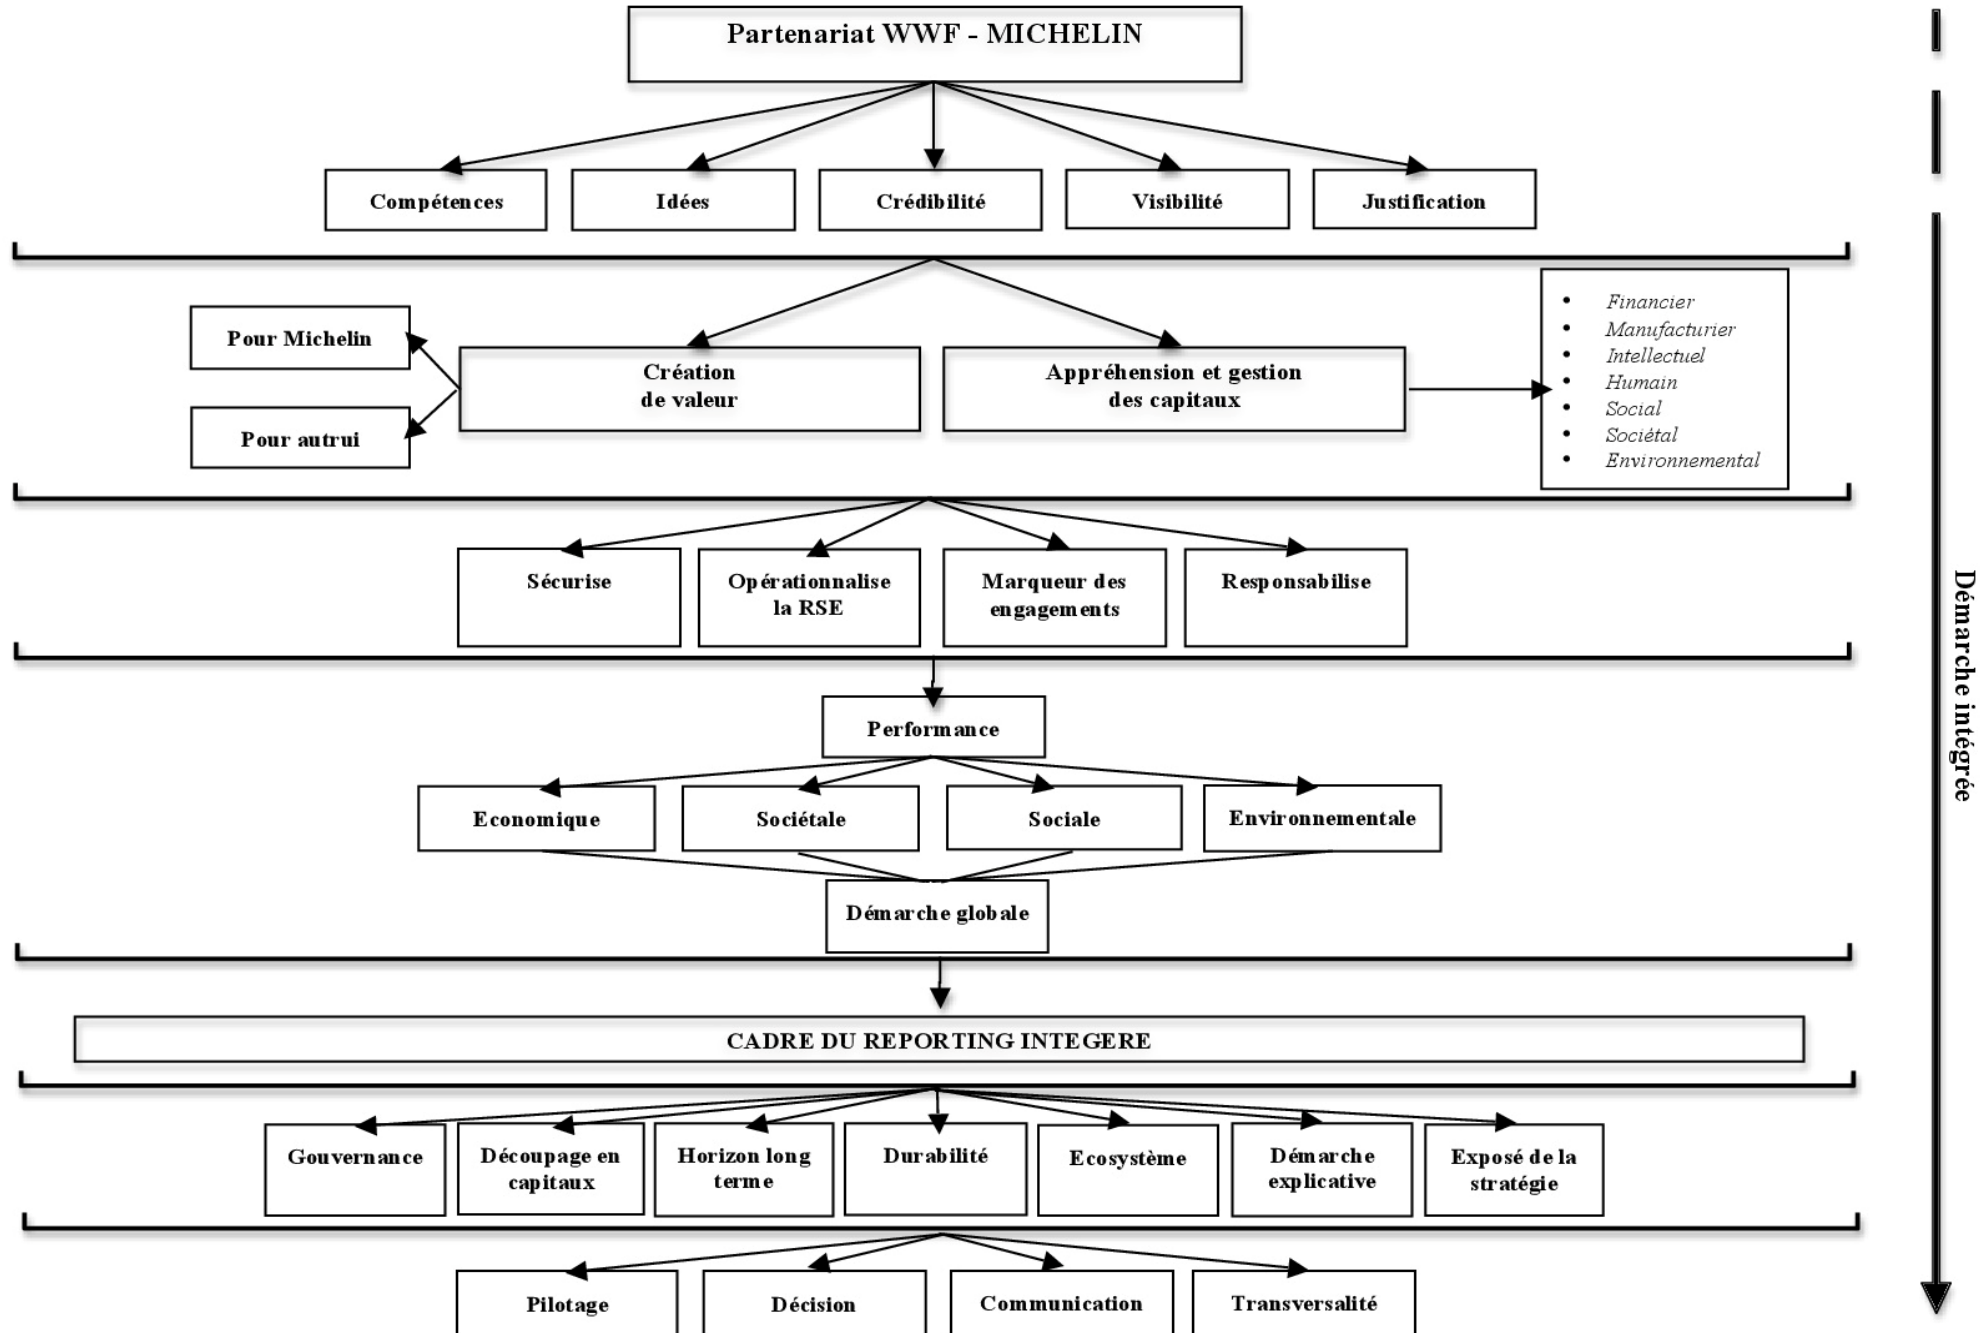 Partenariat WWF - MICHELIN
Compétences
Idées
Crédibilité
Visibilité
Justification
Pour Michelin
Pour autrui
Création
de valeur
Appréhension et gestion
des capitaux
• Financier
• Manufacturier
• Intellectuel
• Humain
• Social
• Sociétal
• Environnemental
Sécurise
Opérationnalise
la RSE
Marqueur des
engagements
Responsabilise
Performance
Economique
Sociétale
Sociale
Environnementale
Démarche globale
CADRE DU REPORTING INTEGERE
Gouvernance
Découpage en
capitaux
Horizon long
terme
Durabilité
Ecosystème
Démarche
explicative
Exposé de la
stratégie
Pilotage
Décision
Communication
Transversalité
Démarche intégrée